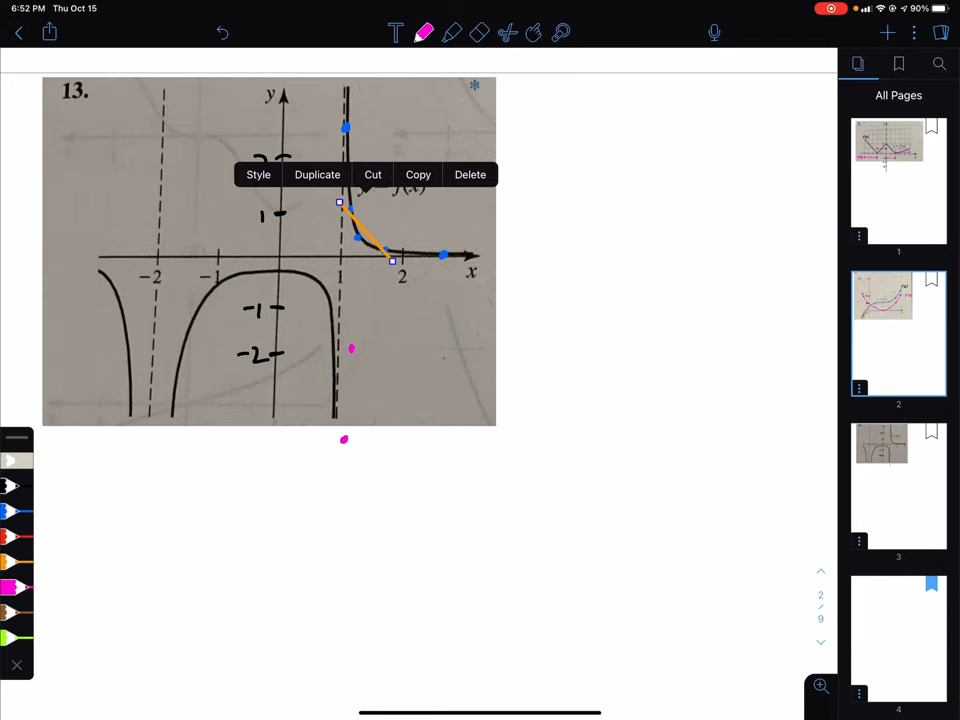 6:52 PM Thu Oct 15
90%
T
All Pages
13.
y
*
Style Duplicate Cut Copy Delete
1
-2 -1 1 2 x
-1
-2
1
2
3
4
2
/
9